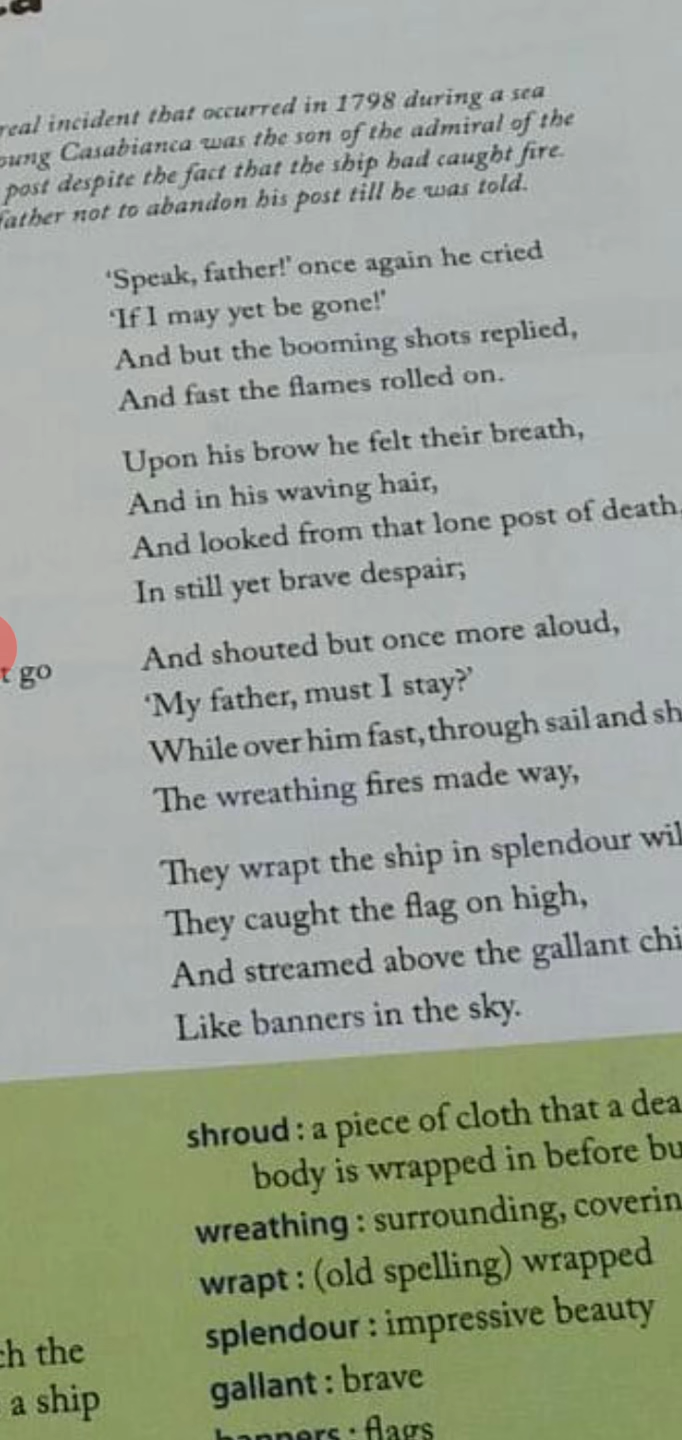 real incident that occurred in 1798 during a sea
oung Casabianca was the son of the admiral of the
post despite the fact that the ship had caught fire.
father not to abandon his post till he was told.
‘Speak, father!’ once again he cried
‘If I may yet be gone!’
And but the booming shots replied,
And fast the flames rolled on.
Upon his brow he felt their breath,
And in his waving hair,
And looked from that lone post of death,
In still yet brave despair;
t go
And shouted but once more aloud,
‘My father, must I stay?’
While over him fast, through sail and sh
The wreathing fires made way,
They wrapt the ship in splendour wil
They caught the flag on high,
And streamed above the gallant chi
Like banners in the sky.
shroud : a piece of cloth that a dea
body is wrapped in before bu
wreathing : surrounding, coverin
wrapt : (old spelling) wrapped
splendour : impressive beauty
gallant : brave
banners : flags
ch the
a ship